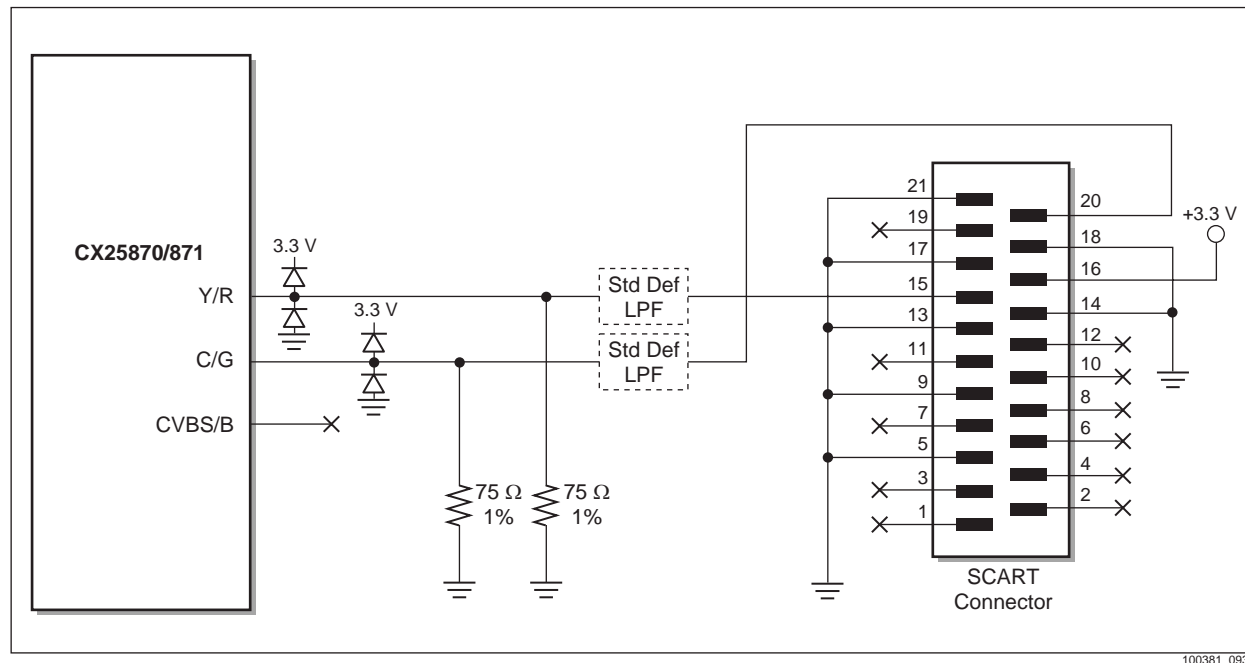 CX25870/871
3.3 V
Y/R
3.3 V
C/G
CVBS/B
Std Def
LPF
Std Def
LPF
75 Ω
1%
75 Ω
1%
21
19
17
15
13
11
9
7
5
3
1
20
18
16
14
12
10
8
6
4
2
+3.3 V
SCART
Connector